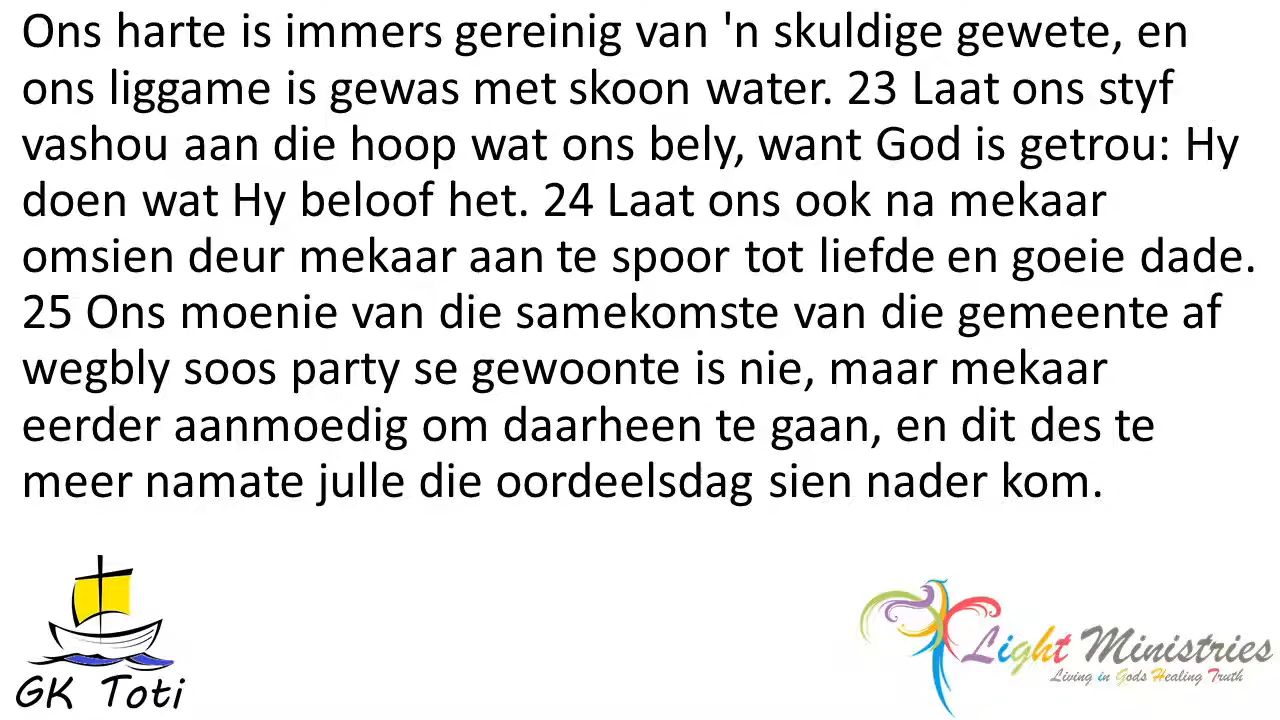 Ons harte is immers gereinig van 'n skuldige gewete, en
ons liggame is gewas met skoon water. 23 Laat ons styf
vashou aan die hoop wat ons bely, want God is getrou: Hy
doen wat Hy beloof het. 24 Laat ons ook na mekaar
omsien deur mekaar aan te spoor tot liefde en goeie dade.
25 Ons moenie van die samekomste van die gemeente af
wegbly soos party se gewoonte is nie, maar mekaar
eerder aanmoedig om daarheen te gaan, en dit des te
meer namate julle die oordeelsdag sien nader kom.
GK Toti
Light Ministries
Living in Gods Healing Truth